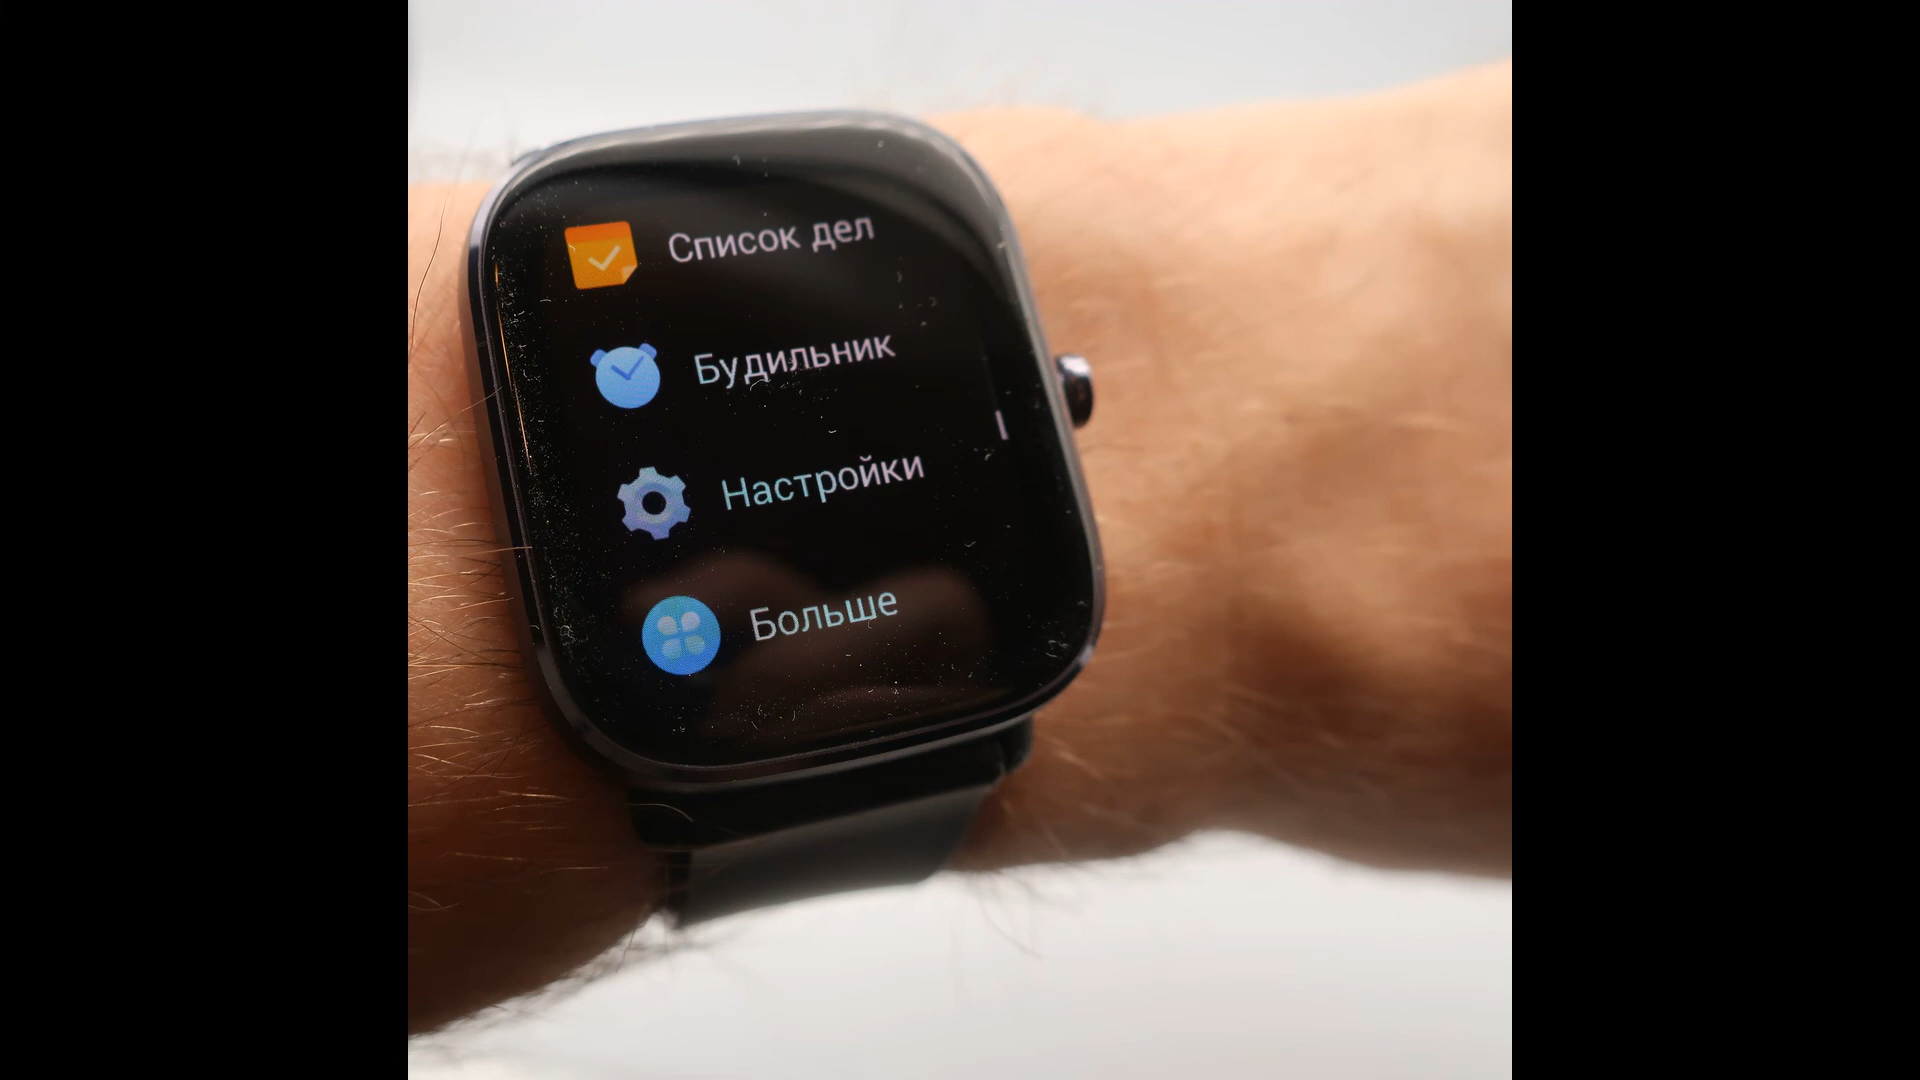 Список дел
Будильник
Настройки
Больше